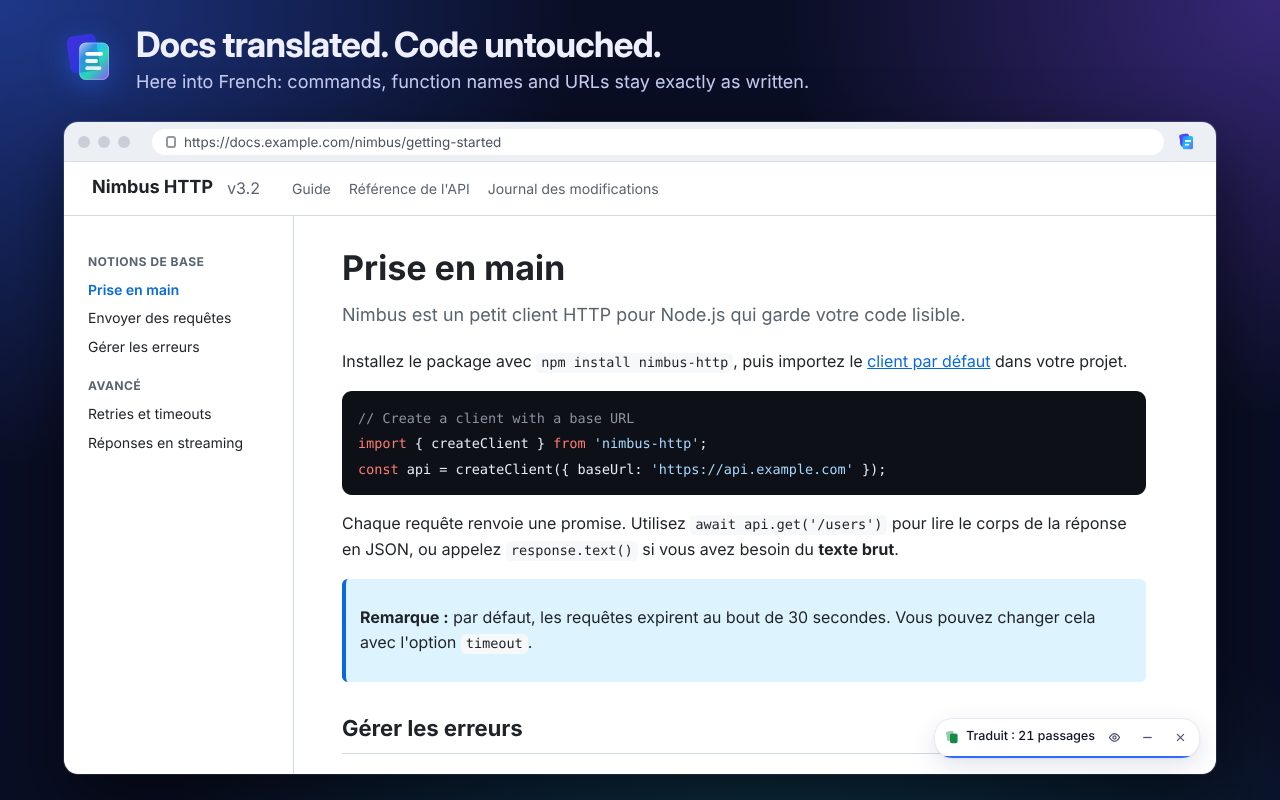 Docs translated. Code untouched.
Here into French: commands, function names and URLs stay exactly as written.
https://docs.example.com/nimbus/getting-started
Nimbus HTTP v3.2 Guide Référence de l'API Journal des modifications
NOTIONS DE BASE
Prise en main
Envoyer des requêtes
Gérer les erreurs
AVANCÉ
Retries et timeouts
Réponses en streaming
Prise en main
Nimbus est un petit client HTTP pour Node.js qui garde votre code lisible.
Installez le package avec npm install nimbus-http, puis importez le client par défaut dans votre projet.
// Create a client with a base URL
import { createClient } from 'nimbus-http';
const api = createClient({ baseUrl: 'https://api.example.com' });
Chaque requête renvoie une promise. Utilisez await api.get('/users') pour lire le corps de la réponse
en JSON, ou appelez response.text() si vous avez besoin du texte brut.
Remarque : par défaut, les requêtes expirent au bout de 30 secondes. Vous pouvez changer cela
avec l'option timeout.
Gérer les erreurs
Traduit : 21 passages